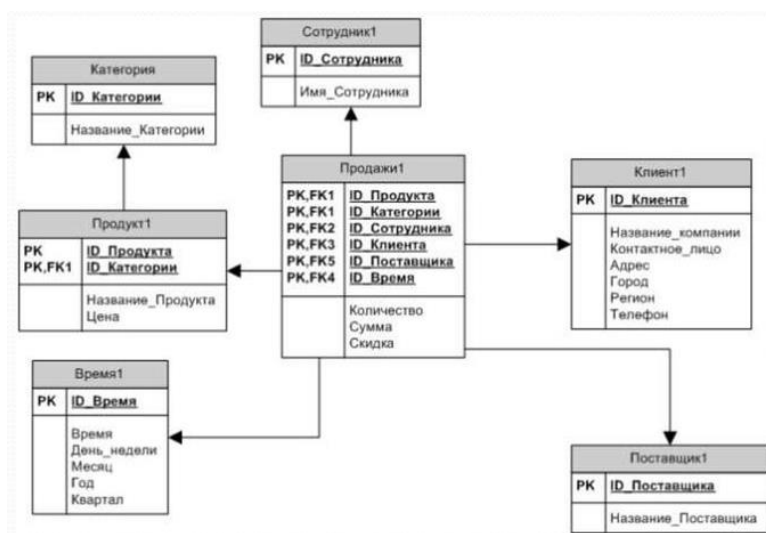 Сотрудник1
PK ID_Сотрудника
Имя_Сотрудника
Категория
PK ID_Категории
Название_Категории
Продажи1
PK,FK1 ID_Продукта
PK,FK1 ID_Категории
PK,FK2 ID_Сотрудника
PK,FK3 ID_Клиента
PK,FK5 ID_Поставщика
PK,FK4 ID_Время
Количество
Сумма
Скидка
Клиент1
PK ID_Клиента
Название_компании
Контактное_лицо
Адрес
Город
Регион
Телефон
Продукт1
PK ID_Продукта
PK,FK1 ID_Категории
Название_Продукта
Цена
Время1
PK ID_Время
Время
День_недели
Месяц
Год
Квартал
Поставщик1
PK ID_Поставщика
Название_Поставщика